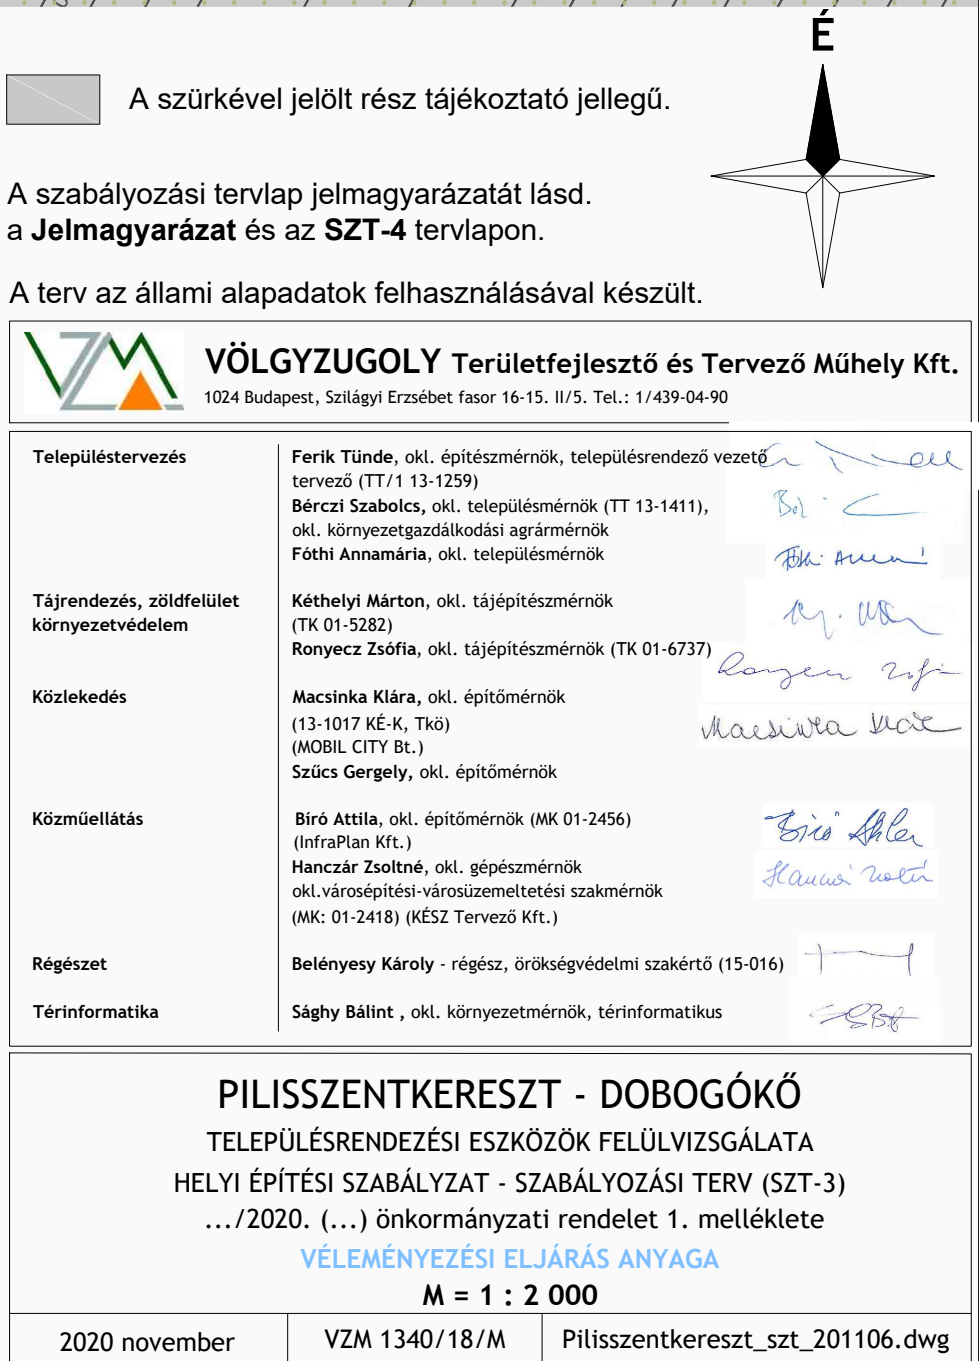 É
A szürkével jelölt rész tájékoztató jellegű.
A szabályozási tervlap jelmagyarázatát lásd.
a Jelmagyarázat és az SZT-4 tervlapon.
A terv az állami alapadatok felhasználásával készült.
VZM
VÖLGYZUGOLY Területfejlesztő és Tervező Műhely Kft.
1024 Budapest, Szilágyi Erzsébet fasor 16-15. II/5. Tel.: 1/439-04-90
Településtervezés
Ferik Tünde, okl. építészmérnök, településrendező vezető
tervező (TT/1 13-1259)
Bérczi Szabolcs, okl. településmérnök (TT 13-1411),
okl. környezetgazdálkodási agrármérnök
Fóthi Annamária, okl. településmérnök
Tájrendezés, zöldfelület
környezetvédelem
Kéthelyi Márton, okl. tájépítészmérnök
(TK 01-5282)
Ronyecz Zsófia, okl. tájépítészmérnök (TK 01-6737)
Közlekedés
Macsinka Klára, okl. építőmérnök
(13-1017 KÉ-K, Tkö)
(MOBIL CITY Bt.)
Szűcs Gergely, okl. építőmérnök
Közműellátás
Bíró Attila, okl. építőmérnök (MK 01-2456)
(InfraPlan Kft.)
Hanczár Zsoltné, okl. gépészmérnök
okl.városépítési-városüzemeltetési szakmérnök
(MK: 01-2418) (KÉSZ Tervező Kft.)
Régészet
Belényesy Károly - régész, örökségvédelmi szakértő (15-016)
Térinformatika
Sághy Bálint , okl. környezetmérnök, térinformatikus
PILISSZENTKERESZT - DOBOGÓKŐ
TELEPÜLÉSRENDEZÉSI ESZKÖZÖK FELÜLVIZSGÁLATA
HELYI ÉPÍTÉSI SZABÁLYZAT - SZABÁLYOZÁSI TERV (SZT-3)
.../2020. (...) önkormányzati rendelet 1. melléklete
VÉLEMÉNYEZÉSI ELJÁRÁS ANYAGA
M = 1 : 2 000
2020 november
VZM 1340/18/M
Pilisszentkereszt_szt_201106.dwg